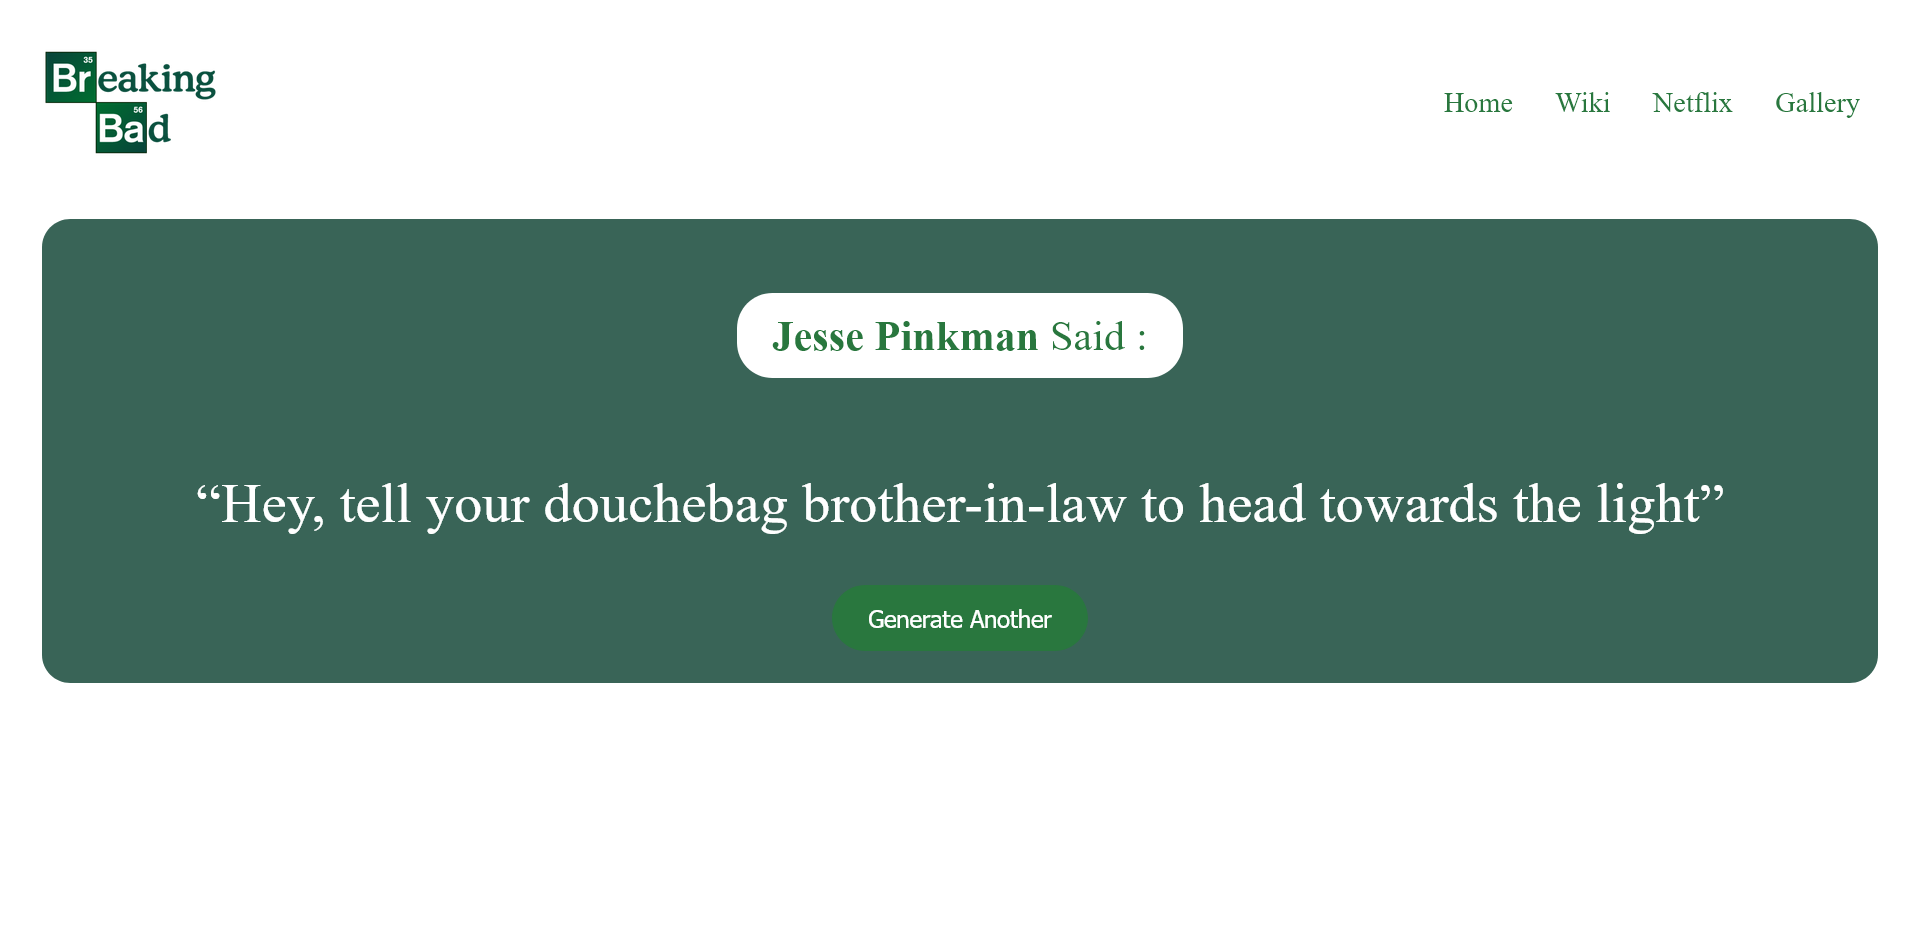 35
Breaking
56
Bad
Home Wiki Netflix Gallery
Jesse Pinkman Said :
“Hey, tell your douchebag brother-in-law to head towards the light”
Generate Another